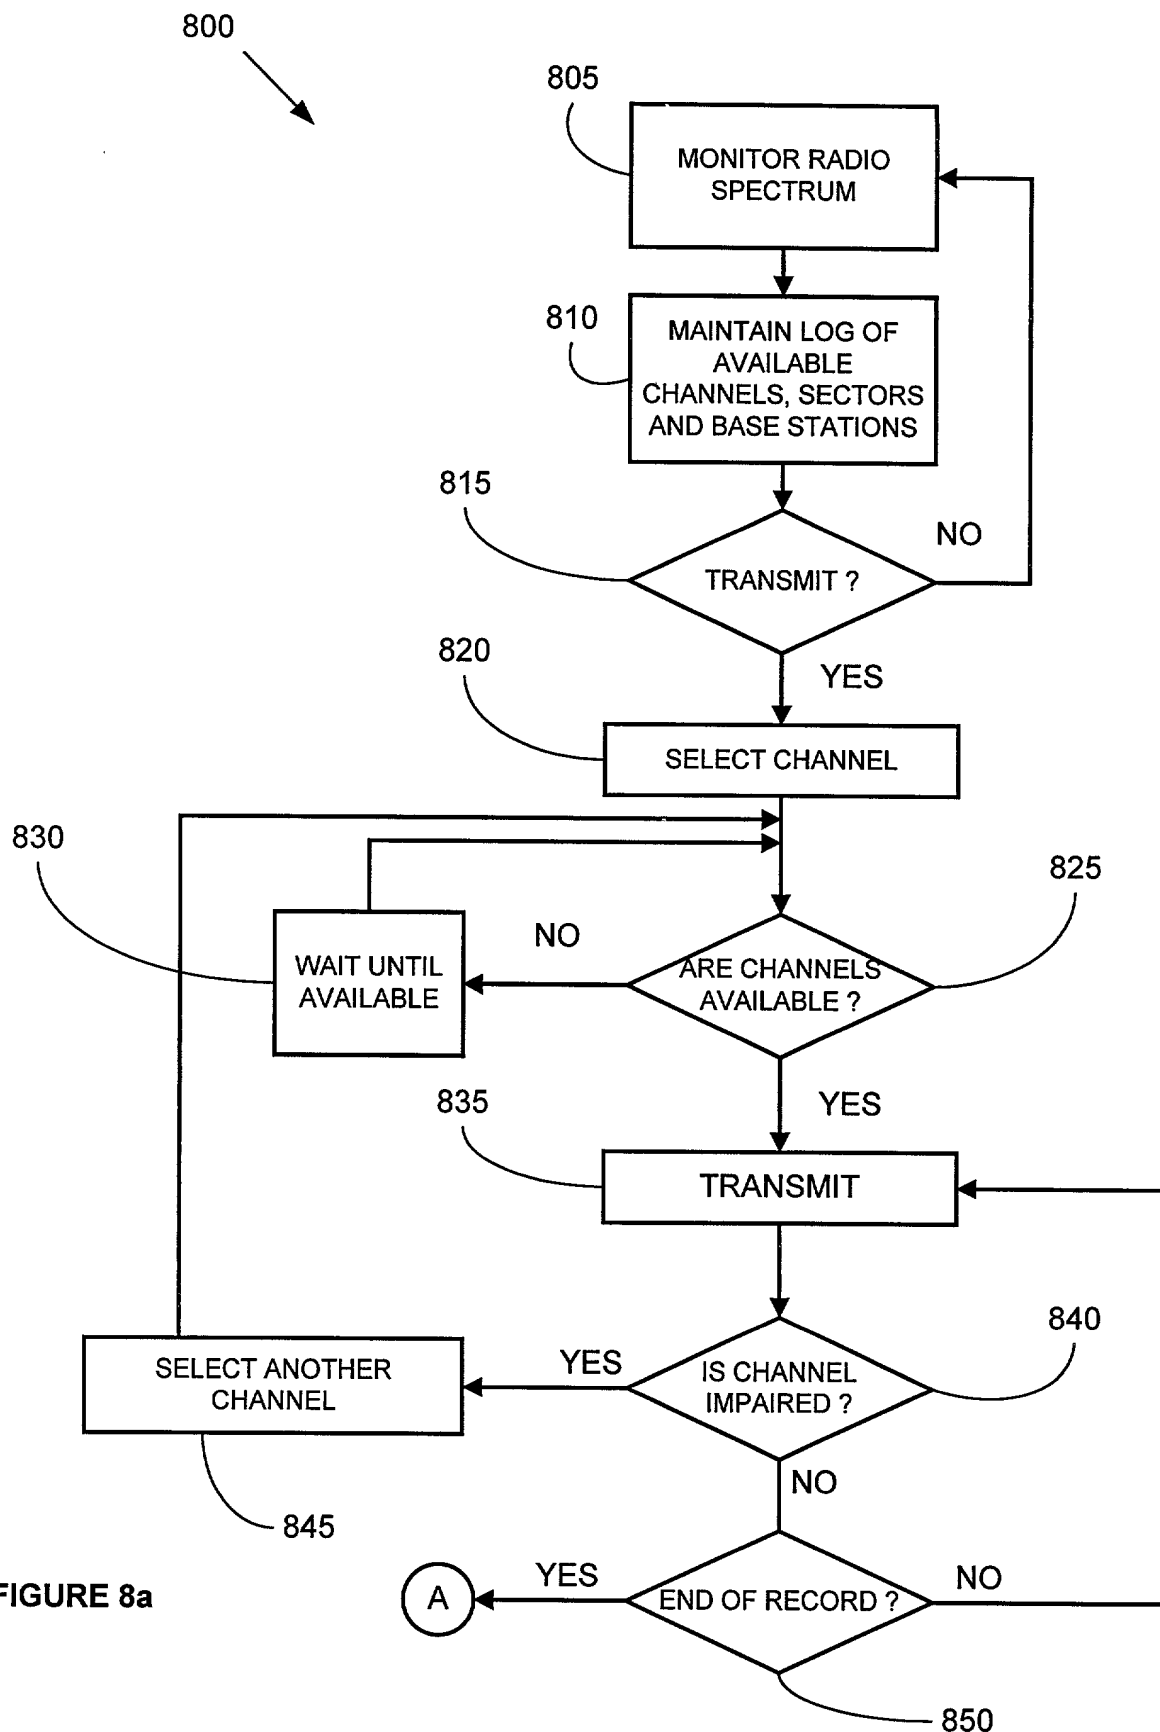 800
805
MONITOR RADIO
SPECTRUM
810
MAINTAIN LOG OF
AVAILABLE
CHANNELS, SECTORS
AND BASE STATIONS
815
NO
TRANSMIT ?
820
YES
SELECT CHANNEL
830
825
NO
WAIT UNTIL
AVAILABLE
ARE CHANNELS
AVAILABLE ?
835
YES
TRANSMIT
840
YES
SELECT ANOTHER
CHANNEL
IS CHANNEL
IMPAIRED ?
NO
845
FIGURE 8a
A
YES
END OF RECORD ?
NO
850